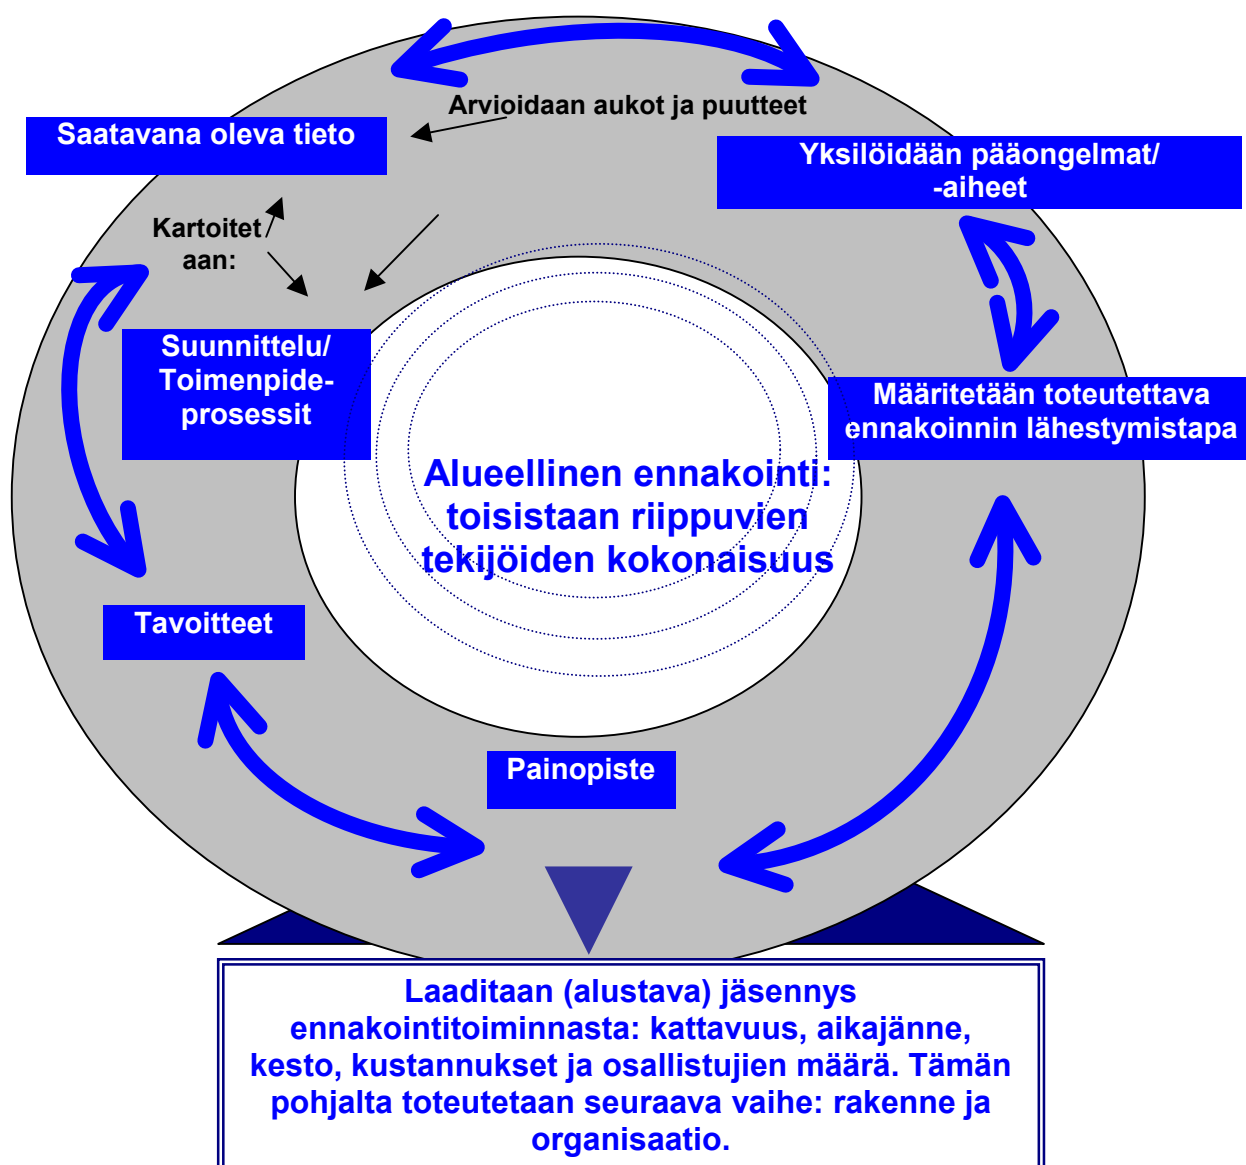 Arvioidaan aukot ja puutteet
Saatavana oleva tieto
Yksilöidään pääongelmat/
-aiheet
Kartoitet
aan:
Suunnittelu/
Toimenpide-
prosessit
Määritetään toteutettava
ennakoinnin lähestymistapa
Alueellinen ennakointi:
toisistaan riippuvien
tekijöiden kokonaisuus
Tavoitteet
Painopiste
Laaditaan (alustava) jäsennys
ennakointitoiminnasta: kattavuus, aikajänne,
kesto, kustannukset ja osallistujien määrä. Tämän
pohjalta toteutetaan seuraava vaihe: rakenne ja
organisaatio.